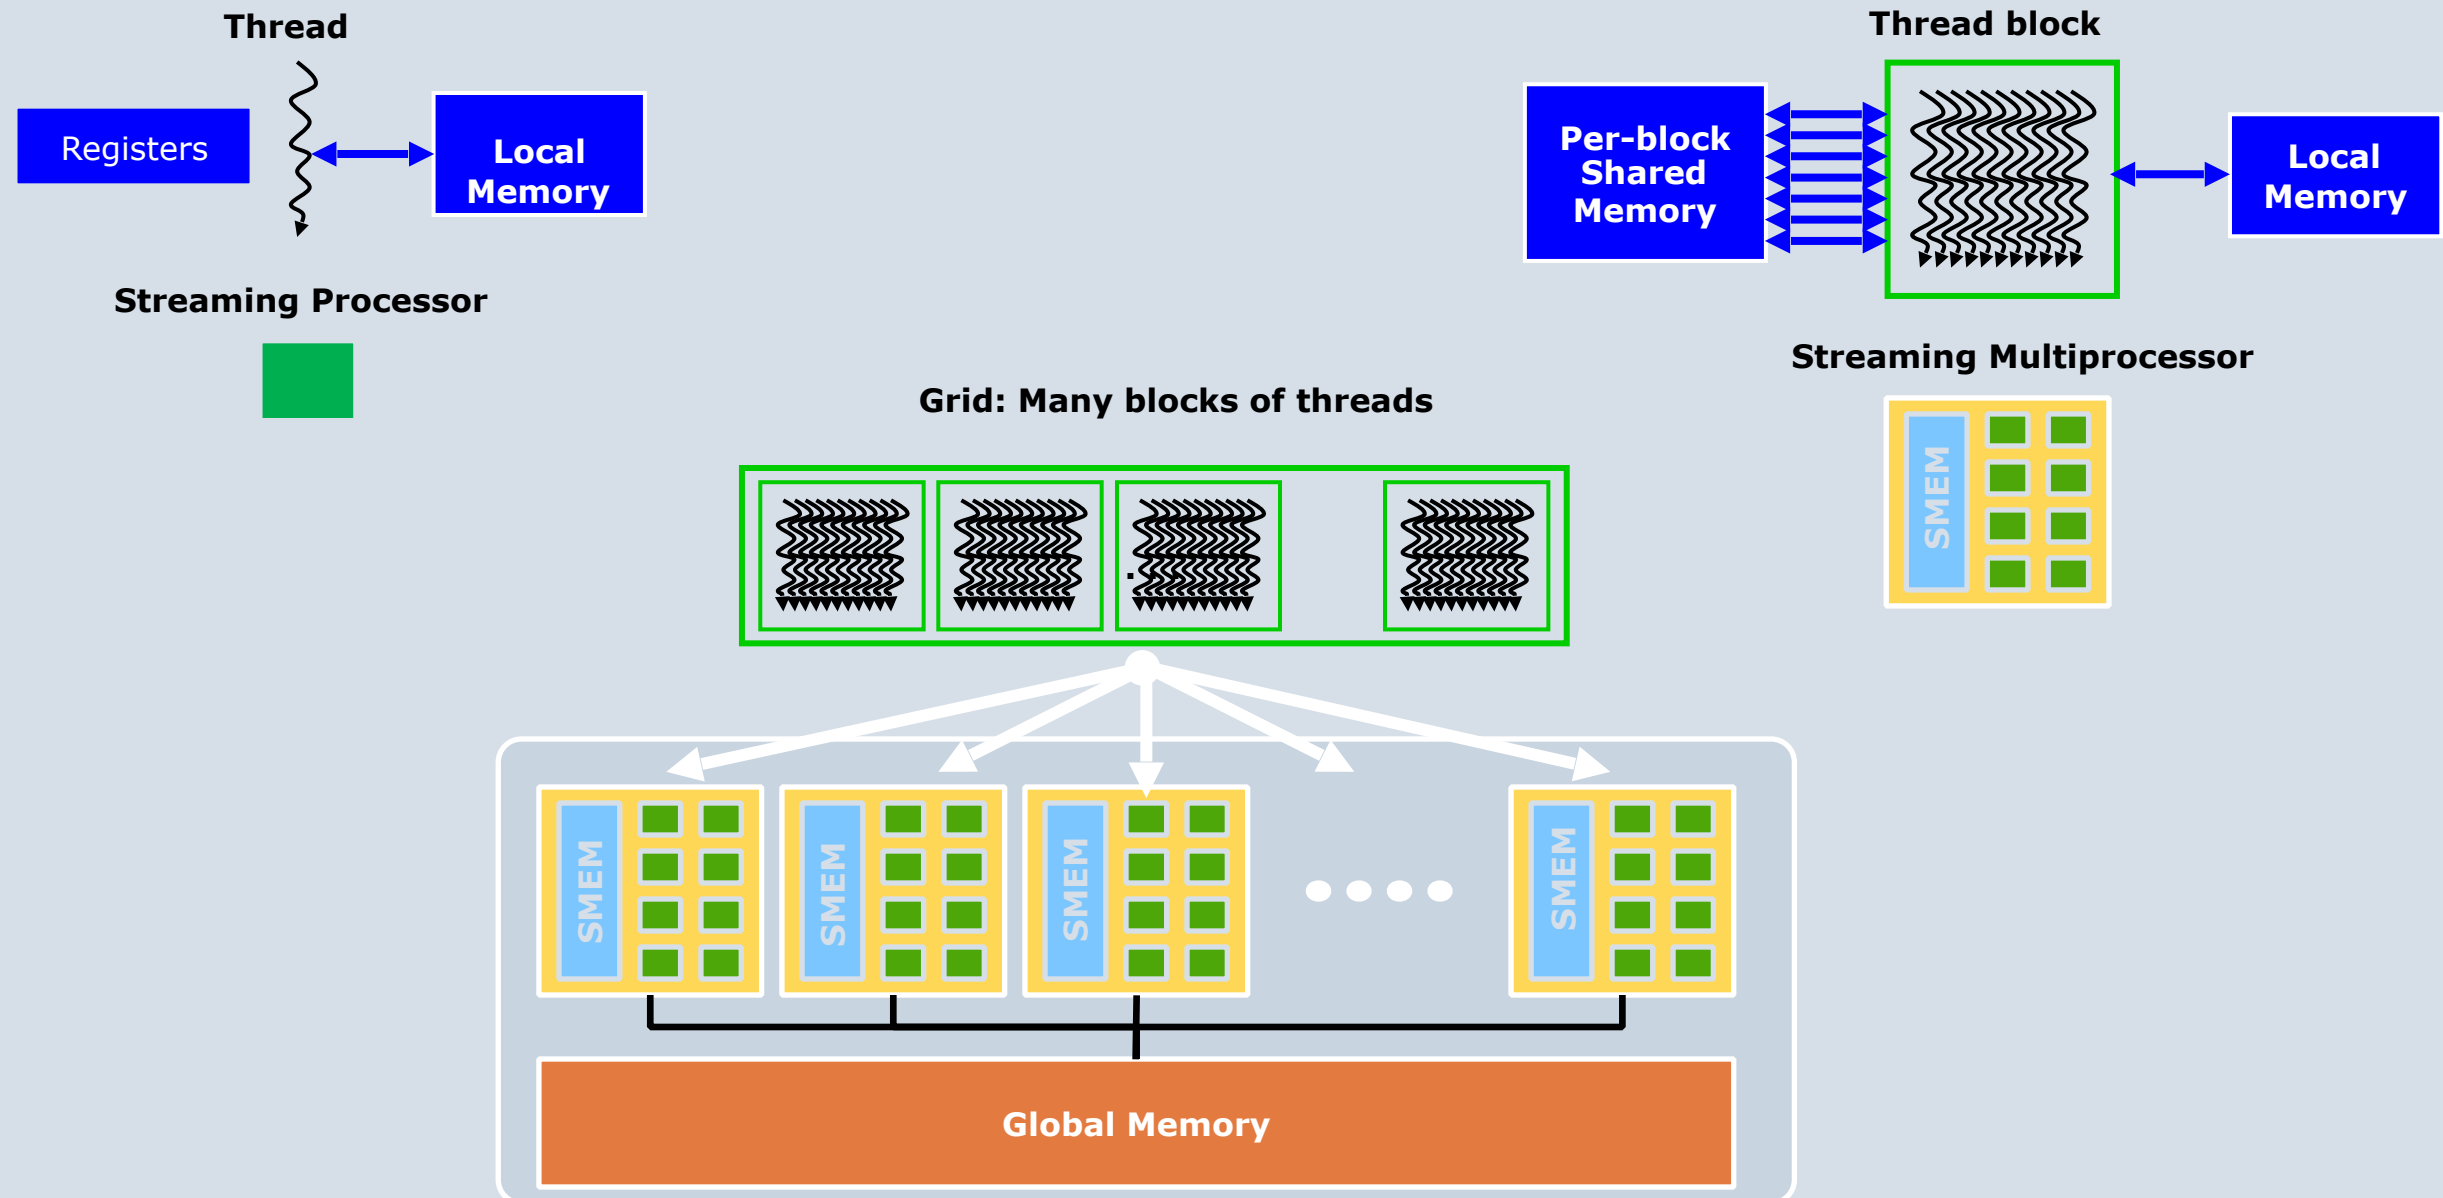 Thread
Registers
Local
Memory
Streaming Processor
Thread block
Per-block
Shared
Memory
Local
Memory
Streaming Multiprocessor
SMEM
Grid: Many blocks of threads
. . .
SMEM
SMEM
SMEM
SMEM
Global Memory